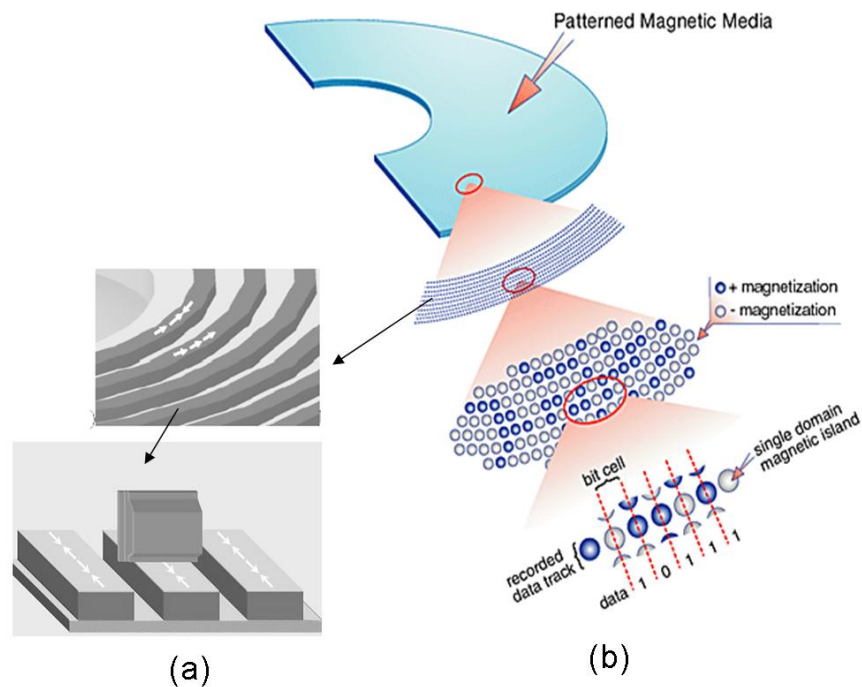 Patterned Magnetic Media
+ magnetization
- magnetization
single domain
magnetic island
bit cell
recorded
data track
data 1 0 1 1 1
(a)
(b)